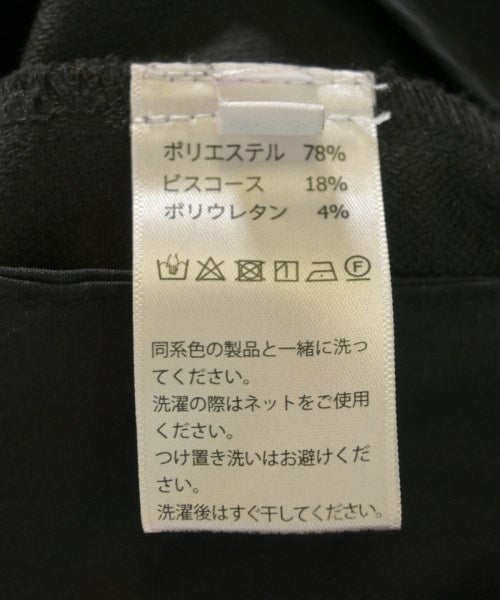 ポリエステル 78%
ビスコース 18%
ポリウレタン 4%
F
同系色の製品と一緒に洗っ
てください。
洗濯の際はネットをご使用
ください。
つけ置き洗いはお避けくだ
さい。
洗濯後はすぐ干してください。